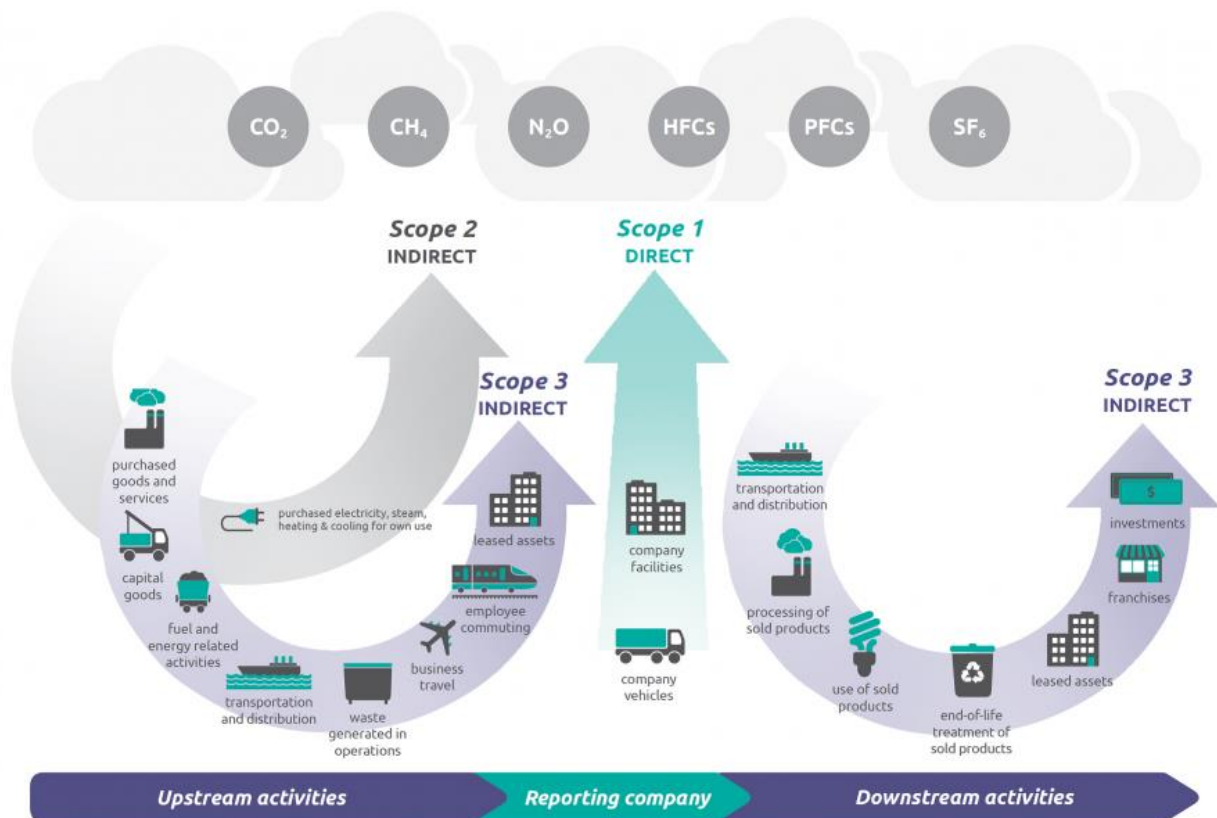 CO₂
CH₄
N₂O
HFCs
PFCs
SF₆
Scope 2
INDIRECT
Scope 1
DIRECT
Scope 3
INDIRECT
Scope 3
INDIRECT
purchased
goods and
services
capital
goods
fuel and
energy related
activities
transportation
and distribution
waste
generated in
operations
business
travel
employee
commuting
leased assets
purchased electricity, steam,
heating & cooling for own use
company
facilities
company
vehicles
transportation
and distribution
processing of
sold products
use of sold
products
end-of-life
treatment of
sold products
leased assets
franchises
$
investments
Upstream activities
Reporting company
Downstream activities